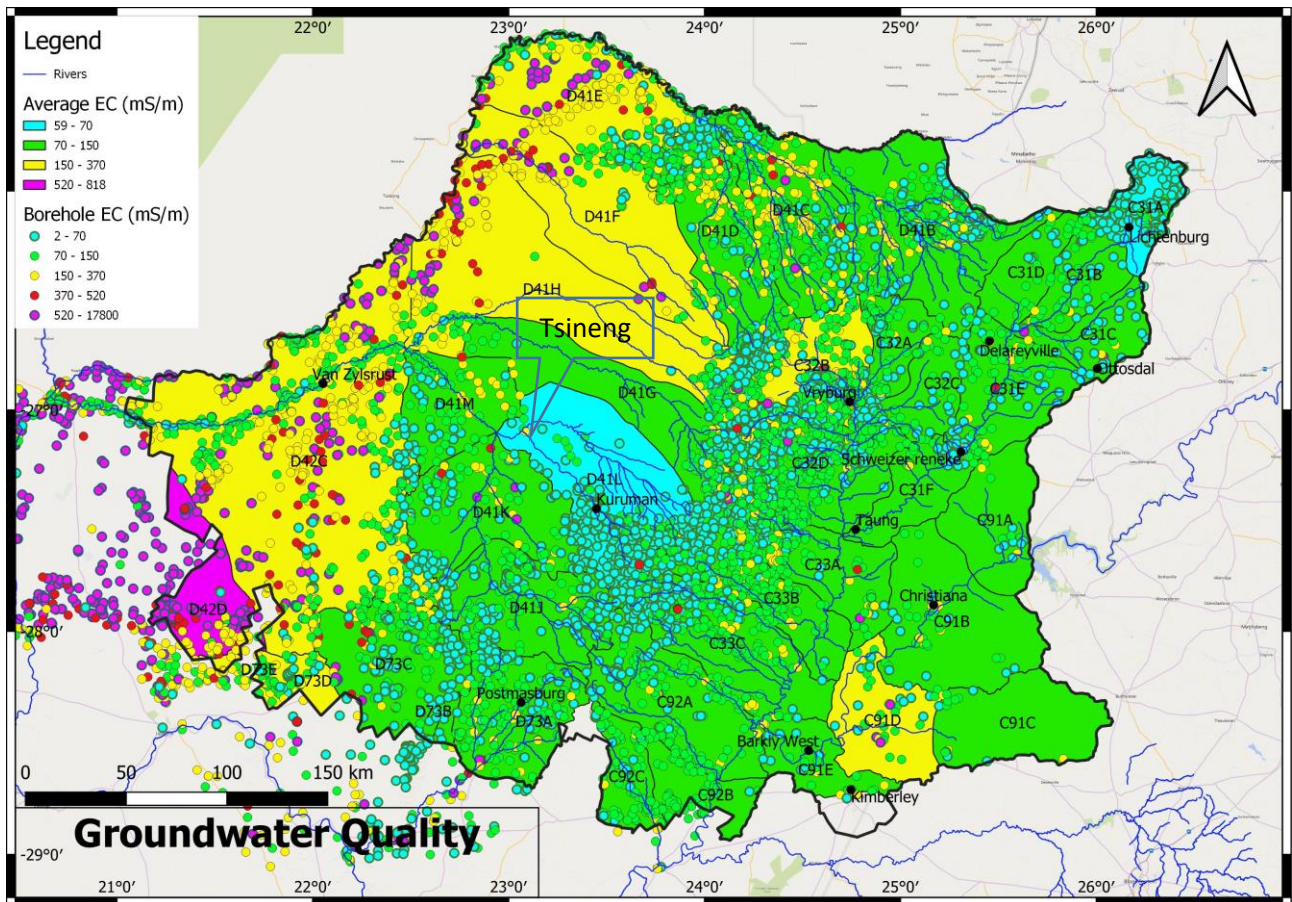 22°0' 23°0' 24°0' 25°0' 26°0'
Legend
Rivers
Average EC (mS/m)
59 - 70
70 - 150
150 - 370
520 - 818
Borehole EC (mS/m)
2 - 70
70 - 150
150 - 370
370 - 520
520 - 17800
D41E
C31A
Lichtenburg
D41F
D41D
D41C
D41B
C31D
C31B
D41H
Tsineng
C31C
C32A
Delareyville
C32B
Ottosdal
Van Zylsrust
C32C
C31E
D41G
Vryburg
-27°0'
D41M
D42C
C32D
Schweizer reneke
D41L
C31F
Kuruman
D41K
Taung
C91A
C33A
D42D
D41J
C33B
Christiana
C91B
-28°0'
C33C
D73E
D73C
D73D
Postmasburg
D73B
D73A
C92A
C91D
C91C
Barkly West
C91E
C92C
C92B
Kimberley
0 50 100 150 km
Groundwater Quality
-29°0'
21°0' 22°0' 23°0' 24°0' 25°0' 26°0'